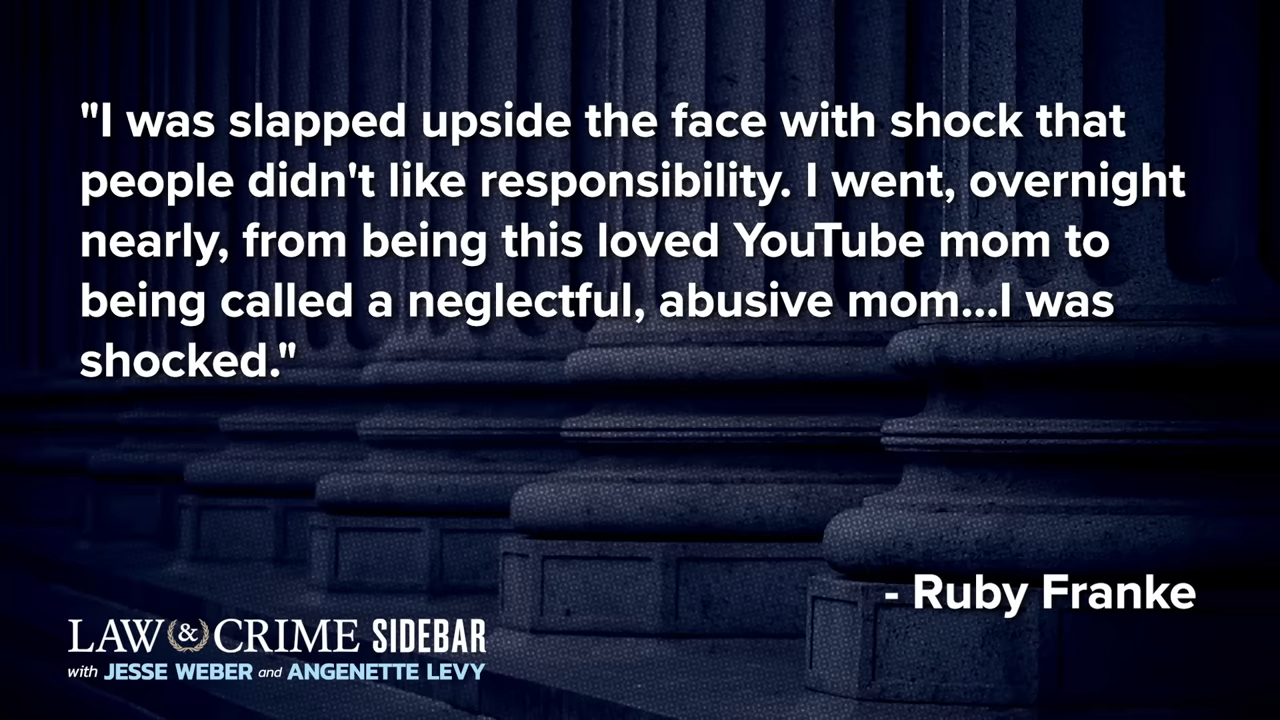 "I was slapped upside the face with shock that
people didn't like responsibility. I went, overnight
nearly, from being this loved YouTube mom to
being called a neglectful, abusive mom...I was
shocked."
- Ruby Franke
LAW & CRIME SIDEBAR
with JESSE WEBER and ANGENETTE LEVY